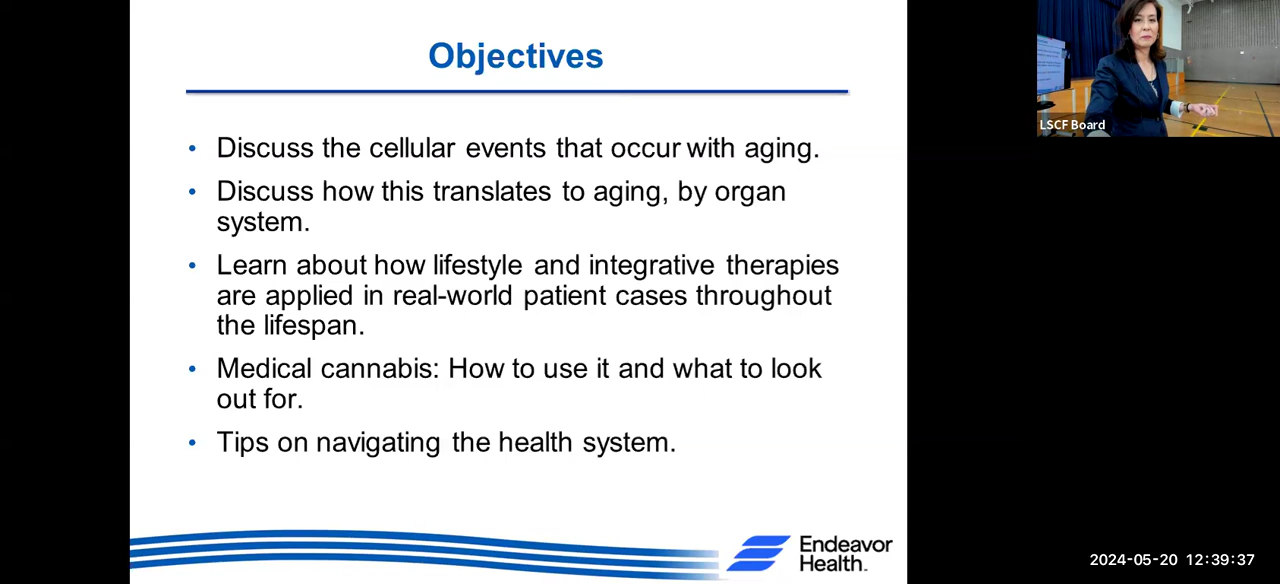 Objectives
• Discuss the cellular events that occur with aging.
• Discuss how this translates to aging, by organ
system.
• Learn about how lifestyle and integrative therapies
are applied in real-world patient cases throughout
the lifespan.
• Medical cannabis: How to use it and what to look
out for.
• Tips on navigating the health system.
Endeavor
Health.
LSCF Board
2024-05-20 12:39:37